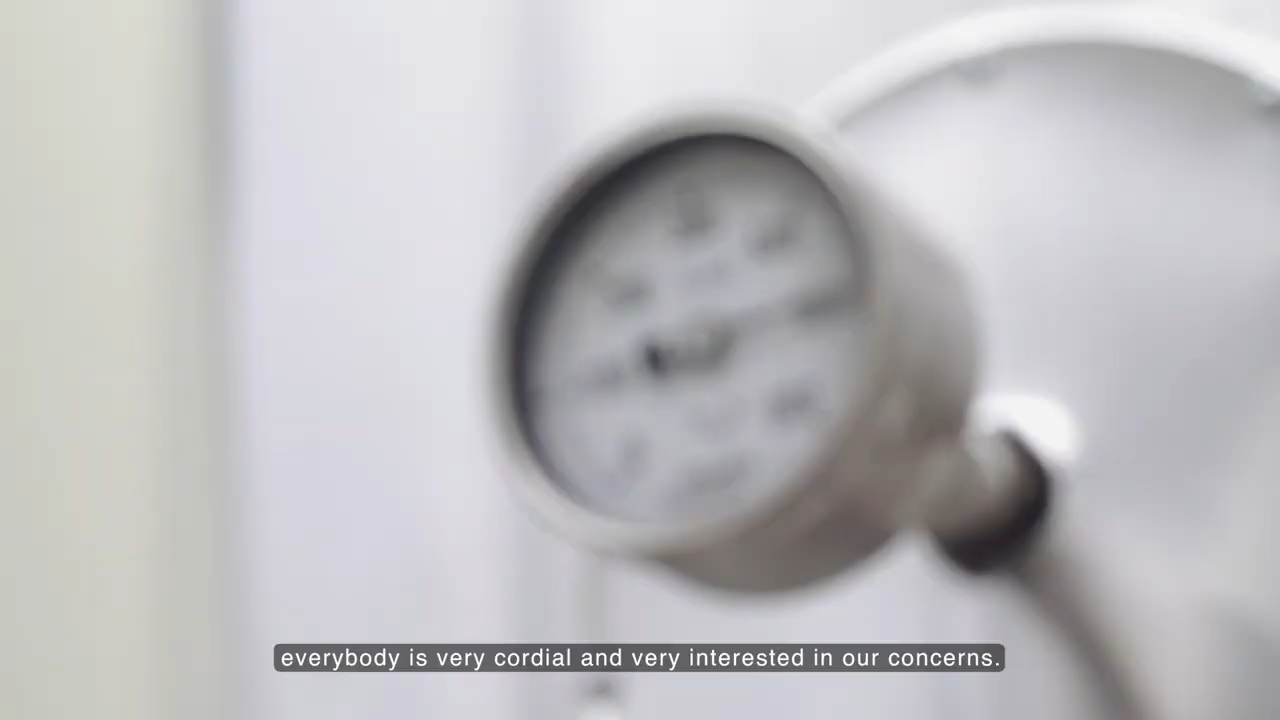 everybody is very cordial and very interested in our concerns.